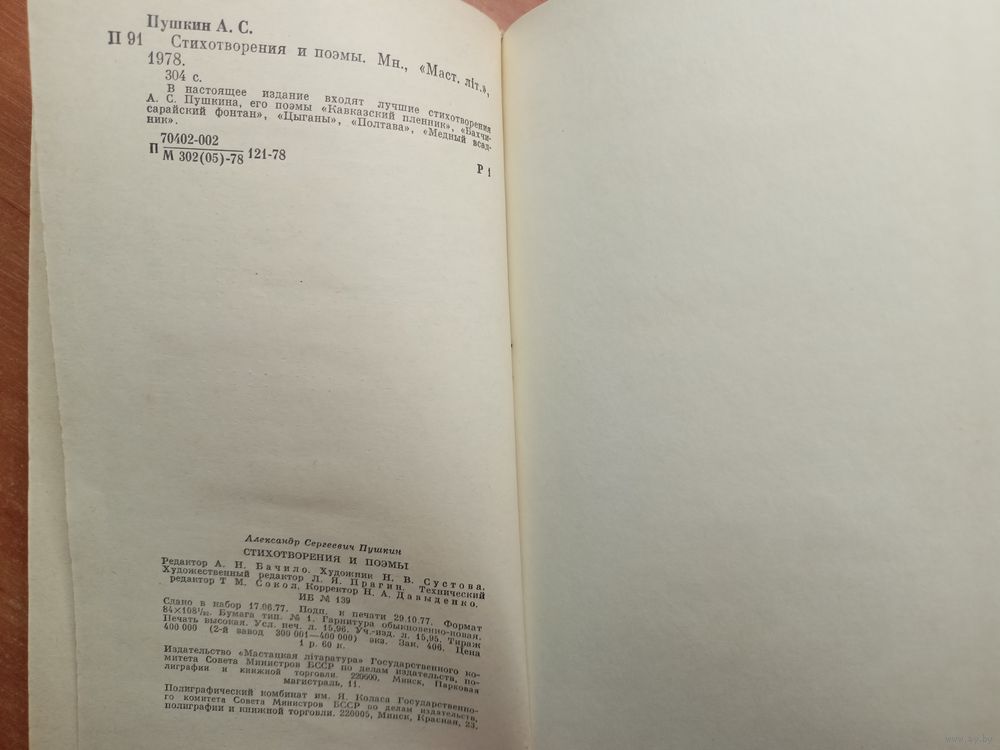 Пушкин А. С.
П 91 Стихотворения и поэмы. Мн., «Маст. літ.»,
1978.
304 с.
В настоящее издание входят лучшие стихотворения
А. С. Пушкина, его поэмы «Кавказский пленник», «Бахчи-
сарайский фонтан», «Цыганы», «Полтава», «Медный всад-
ник».
70402-002
П М 302(05)-78 121-78
Р 1
Александр Сергеевич Пушкин
СТИХОТВОРЕНИЯ И ПОЭМЫ
Редактор А. Н. Бачило. Художник Н. В. Сустова.
Художественный редактор Л. Я. Прагин. Технический
редактор Т. М. Сокол. Корректор Н. А. Давыденко.
ИБ № 139
Сдано в набор 17.06.77. Подп. к печати 29.10.77. Формат
84×108¹/₃₂. Бумага тип. № 1. Гарнитура обыкновенно-новая.
Печать высокая. Усл. печ. л. 15,96. Уч.-изд. л. 15,95. Тираж
400 000 (2-й завод 300 001—400 000) экз. Зак. 406. Цена
1 р. 60 к.
Издательство «Мастацкая літаратура» Государственного ко-
митета Совета Министров БССР по делам издательств, по-
лиграфии и книжной торговли. 220600. Минск, Парковая
магистраль, 11.
Полиграфический комбинат им. Я. Коласа Государственно-
го комитета Совета Министров БССР по делам издательств,
полиграфии и книжной торговли. 220005, Минск, Красная, 23.
www.ay.by